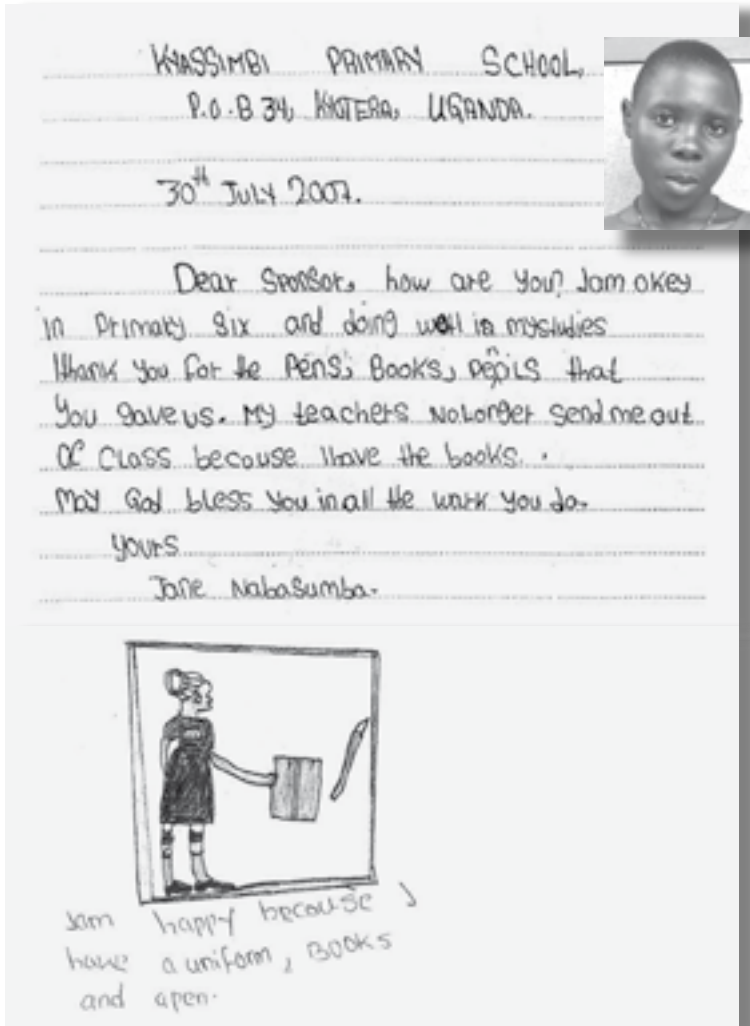 KYASSIMBI PRIMARY SCHOOL,
P.O.B 34, KYOTERA, UGANDA.
30th JULY 2007.
Dear Sponsor, how are you? Iam okey
in Primary Six and doing well in mystudies
Ithank you for the Pens, Books, Pencils that
you gave us. My teachers NoLonger Send me out
Of Class becouse Ihave the books.
May God bless you in all the work you do.
yours
Jane Nabasumba.
Iam happy becouse I
have a uniform, Books
and apen.